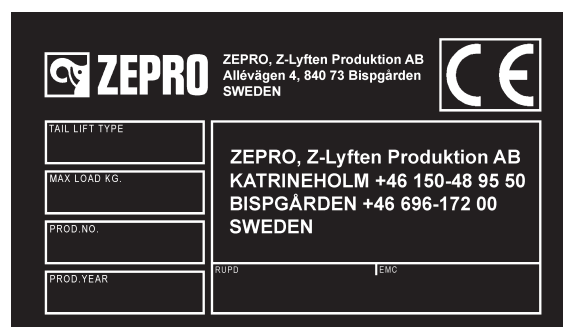 ZEPRO
ZEPRO, Z-Lyften Produktion AB
Allévägen 4, 840 73 Bispgården
SWEDEN
CE
TAIL LIFT TYPE
MAX LOAD KG.
PROD.NO.
PROD.YEAR
ZEPRO, Z-Lyften Produktion AB
KATRINEHOLM +46 150-48 95 50
BISPGÅRDEN +46 696-172 00
SWEDEN
RUPD
EMC